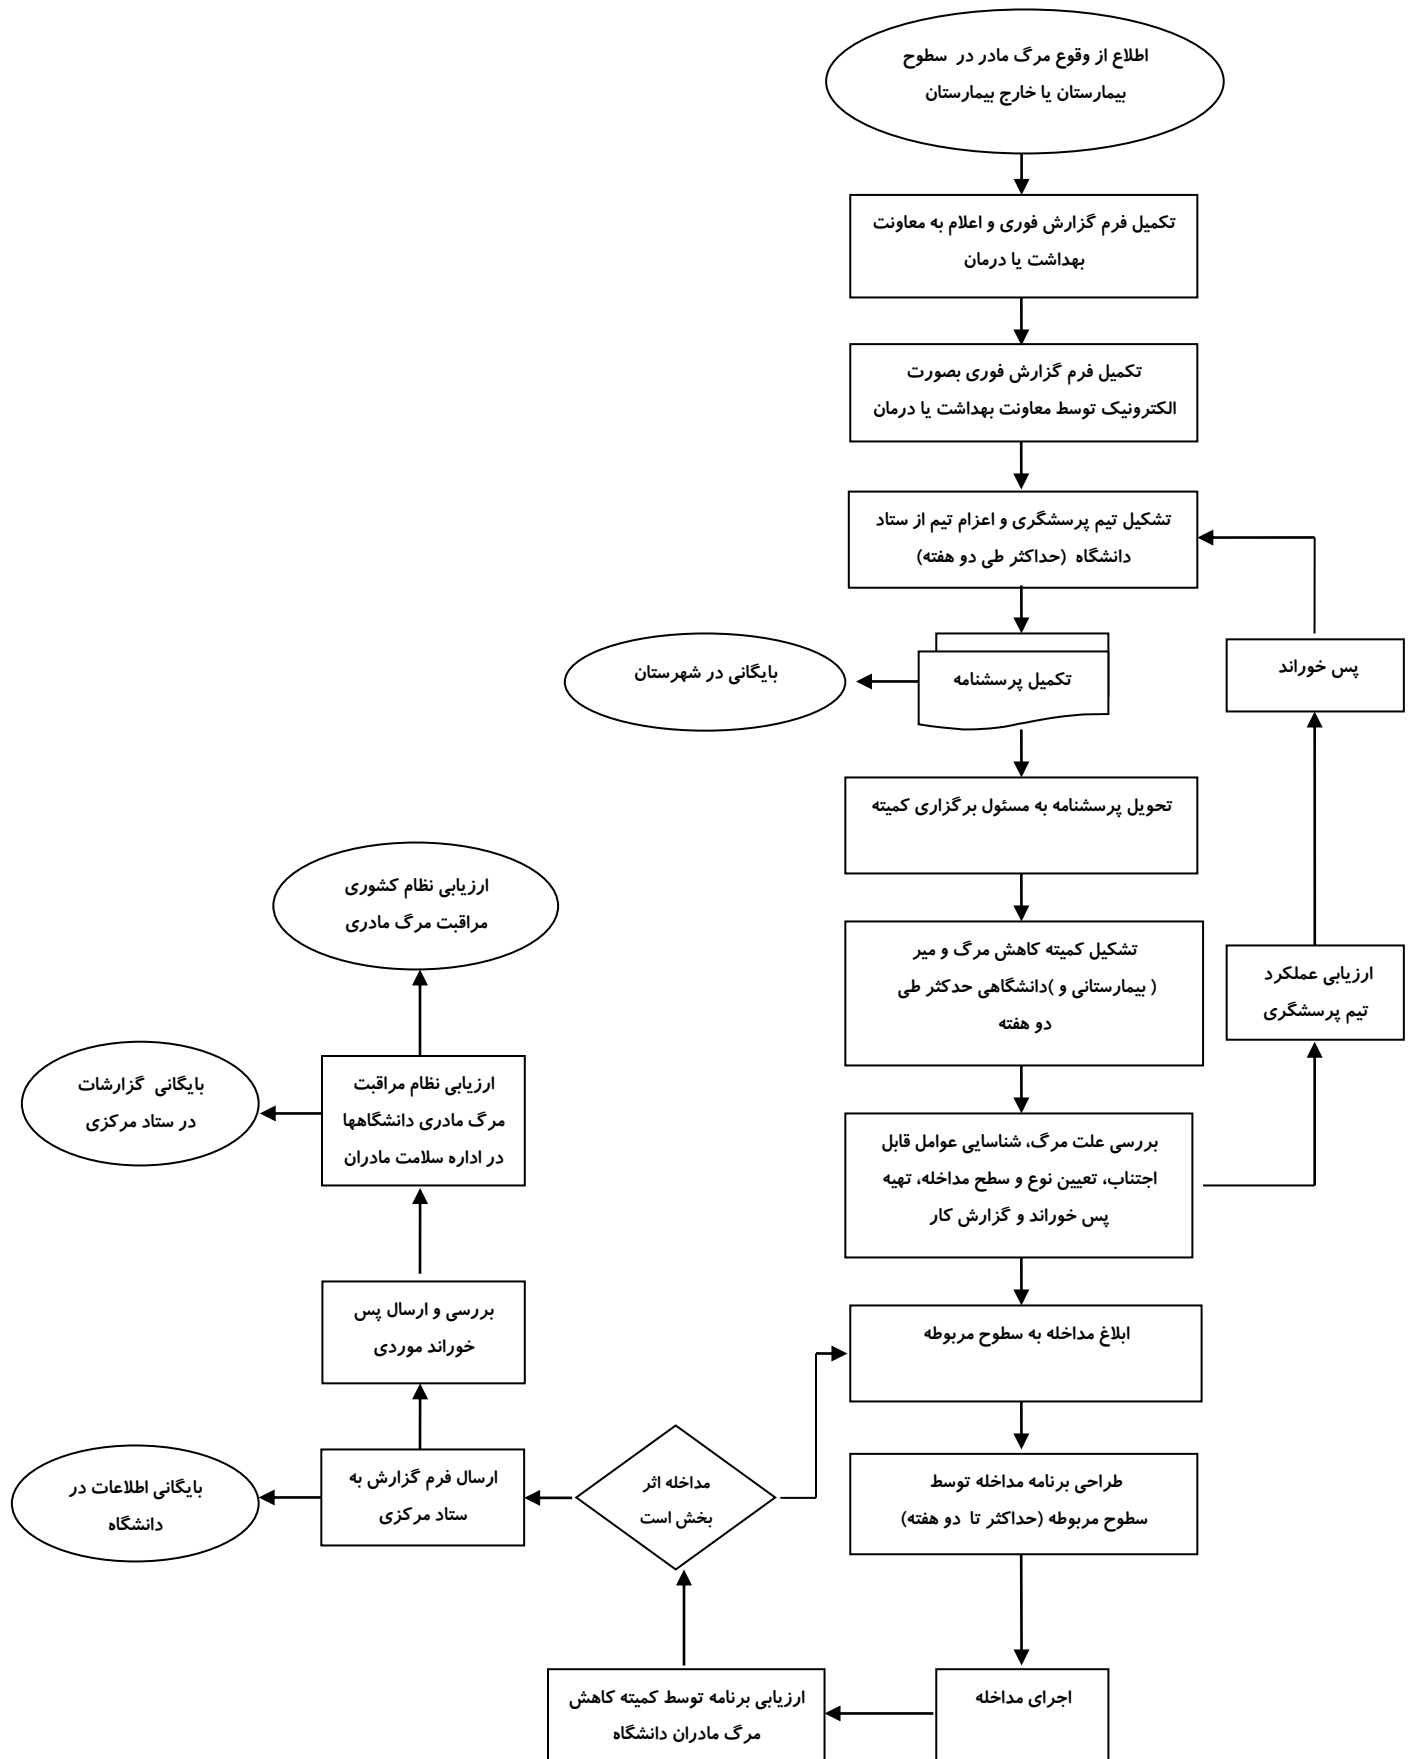 اطلاع از وقوع مرگ مادر در سطوح
بیمارستان یا خارج بیمارستان
تکمیل فرم گزارش فوری و اعلام به معاونت
بهداشت یا درمان
تکمیل فرم گزارش فوری بصورت
الکترونیک توسط معاونت بهداشت یا درمان
تشکیل تیم پرسشگری و اعزام تیم از ستاد
دانشگاه (حداکثر طی دو هفته)
تکمیل پرسشنامه
بایگانی در شهرستان
پس خوراند
تحویل پرسشنامه به مسئول برگزاری کمیته
تشکیل کمیته کاهش مرگ و میر
( بیمارستانی و )دانشگاهی حدکثر طی
دو هفته
ارزیابی عملکرد
تیم پرسشگری
بررسی علت مرگ، شناسایی عوامل قابل
اجتناب، تعیین نوع و سطح مداخله، تهیه
پس خوراند و گزارش کار
ابلاغ مداخله به سطوح مربوطه
طراحی برنامه مداخله توسط
سطوح مربوطه (حداکثر تا دو هفته)
اجرای مداخله
ارزیابی برنامه توسط کمیته کاهش
مرگ مادران دانشگاه
مداخله اثر
بخش است
ارسال فرم گزارش به
ستاد مرکزی
بایگانی اطلاعات در
دانشگاه
بررسی و ارسال پس
خوراند موردی
ارزیابی نظام مراقبت
مرگ مادری دانشگاهها
در اداره سلامت مادران
بایگانی گزارشات
در ستاد مرکزی
ارزیابی نظام کشوری
مراقبت مرگ مادری